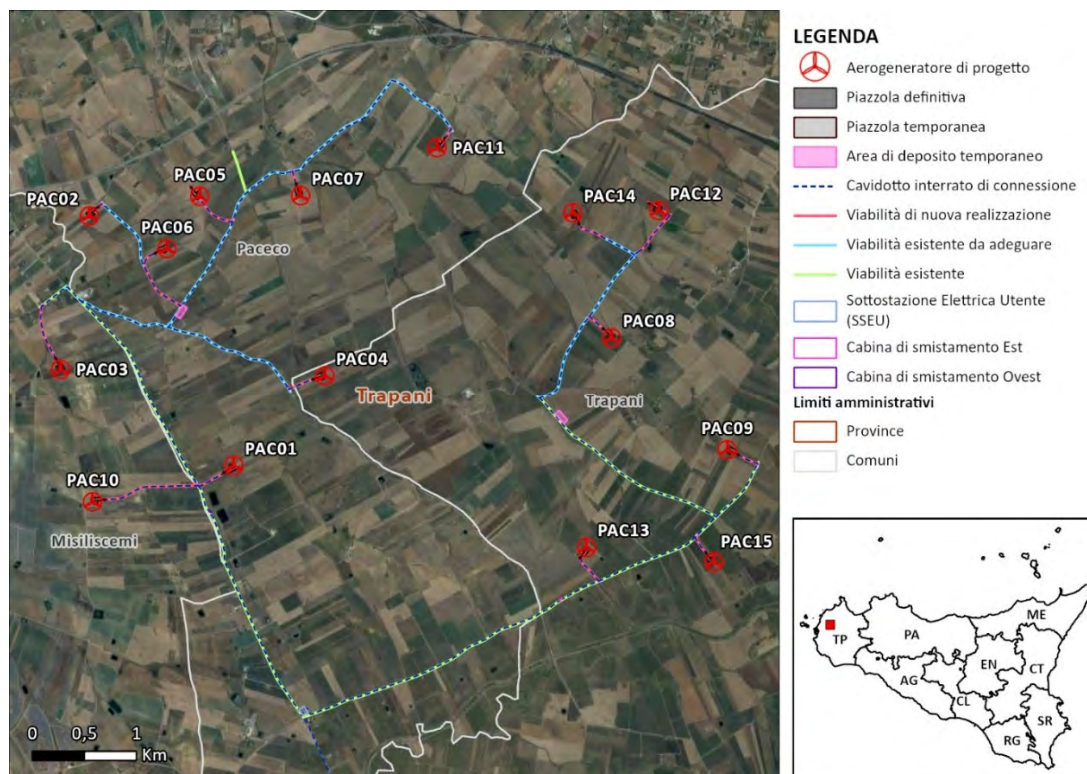 PAC11
PAC05
PAC07
PAC02
PAC14
PAC12
PAC06
Paceco
PAC08
PAC03
PAC04
Trapani
Trapani
PAC09
PAC01
PAC10
Misiliscemi
PAC13
PAC15
0 0,5 1
Km
LEGENDA
Aerogeneratore di progetto
Piazzola definitiva
Piazzola temporanea
Area di deposito temporaneo
Cavidotto interrato di connessione
Viabilità di nuova realizzazione
Viabilità esistente da adeguare
Viabilità esistente
Sottostazione Elettrica Utente
(SSEU)
Cabina di smistamento Est
Cabina di smistamento Ovest
Limiti amministrativi
Province
Comuni
ME
TP
PA
EN
CT
AG
CL
SR
RG